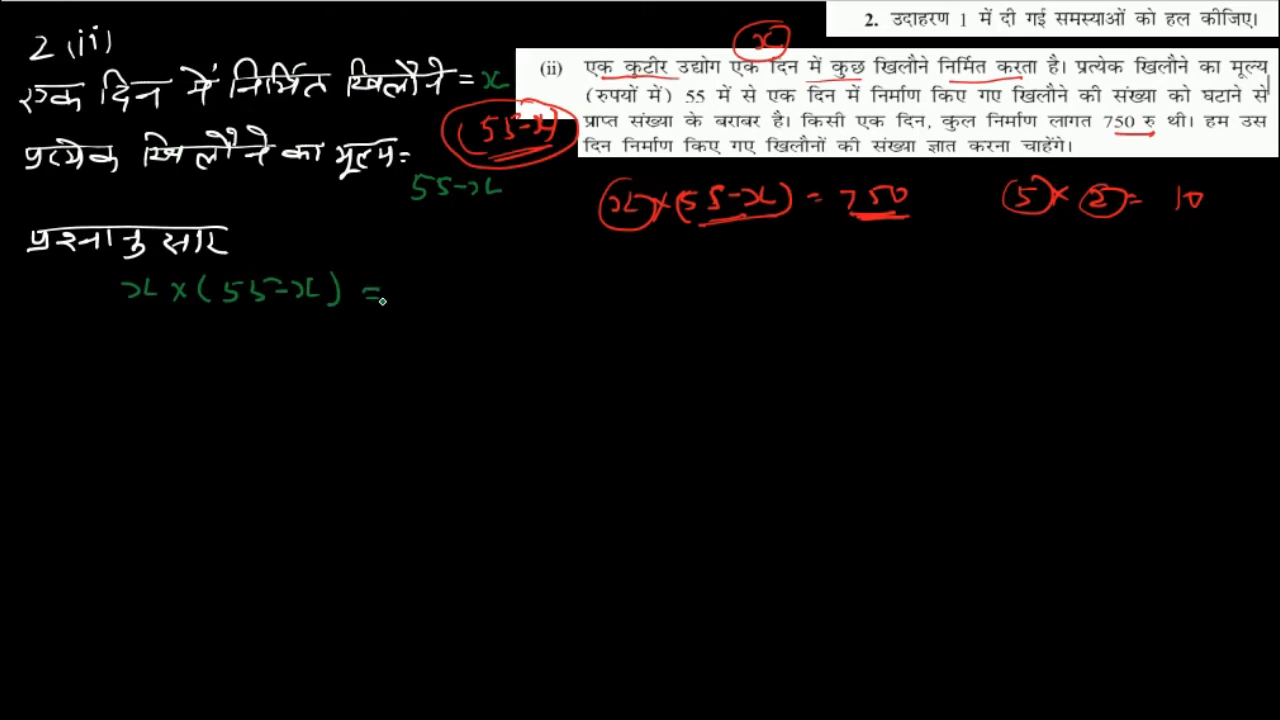 2. उदाहरण 1 में दी गई समस्याओं को हल कीजिए।
2 (ii)
x
(ii) एक कुटीर उद्योग एक दिन में कुछ खिलौने निर्मित करता है। प्रत्येक खिलौने का मूल्य
(रुपयों में) 55 में से एक दिन में निर्माण किए गए खिलौने की संख्या को घटाने से
प्राप्त संख्या के बराबर है। किसी एक दिन, कुल निर्माण लागत 750 रु थी। हम उस
दिन निर्माण किए गए खिलौनों की संख्या ज्ञात करना चाहेंगे।
एक दिन में निर्मित खिलौने = x
(55-x)
प्रत्येक खिलौने का मूल्य =
55-x
(x)×(55-x) = 750
(5)×(2)= 10
प्रश्नानुसार
x × (55-x) =